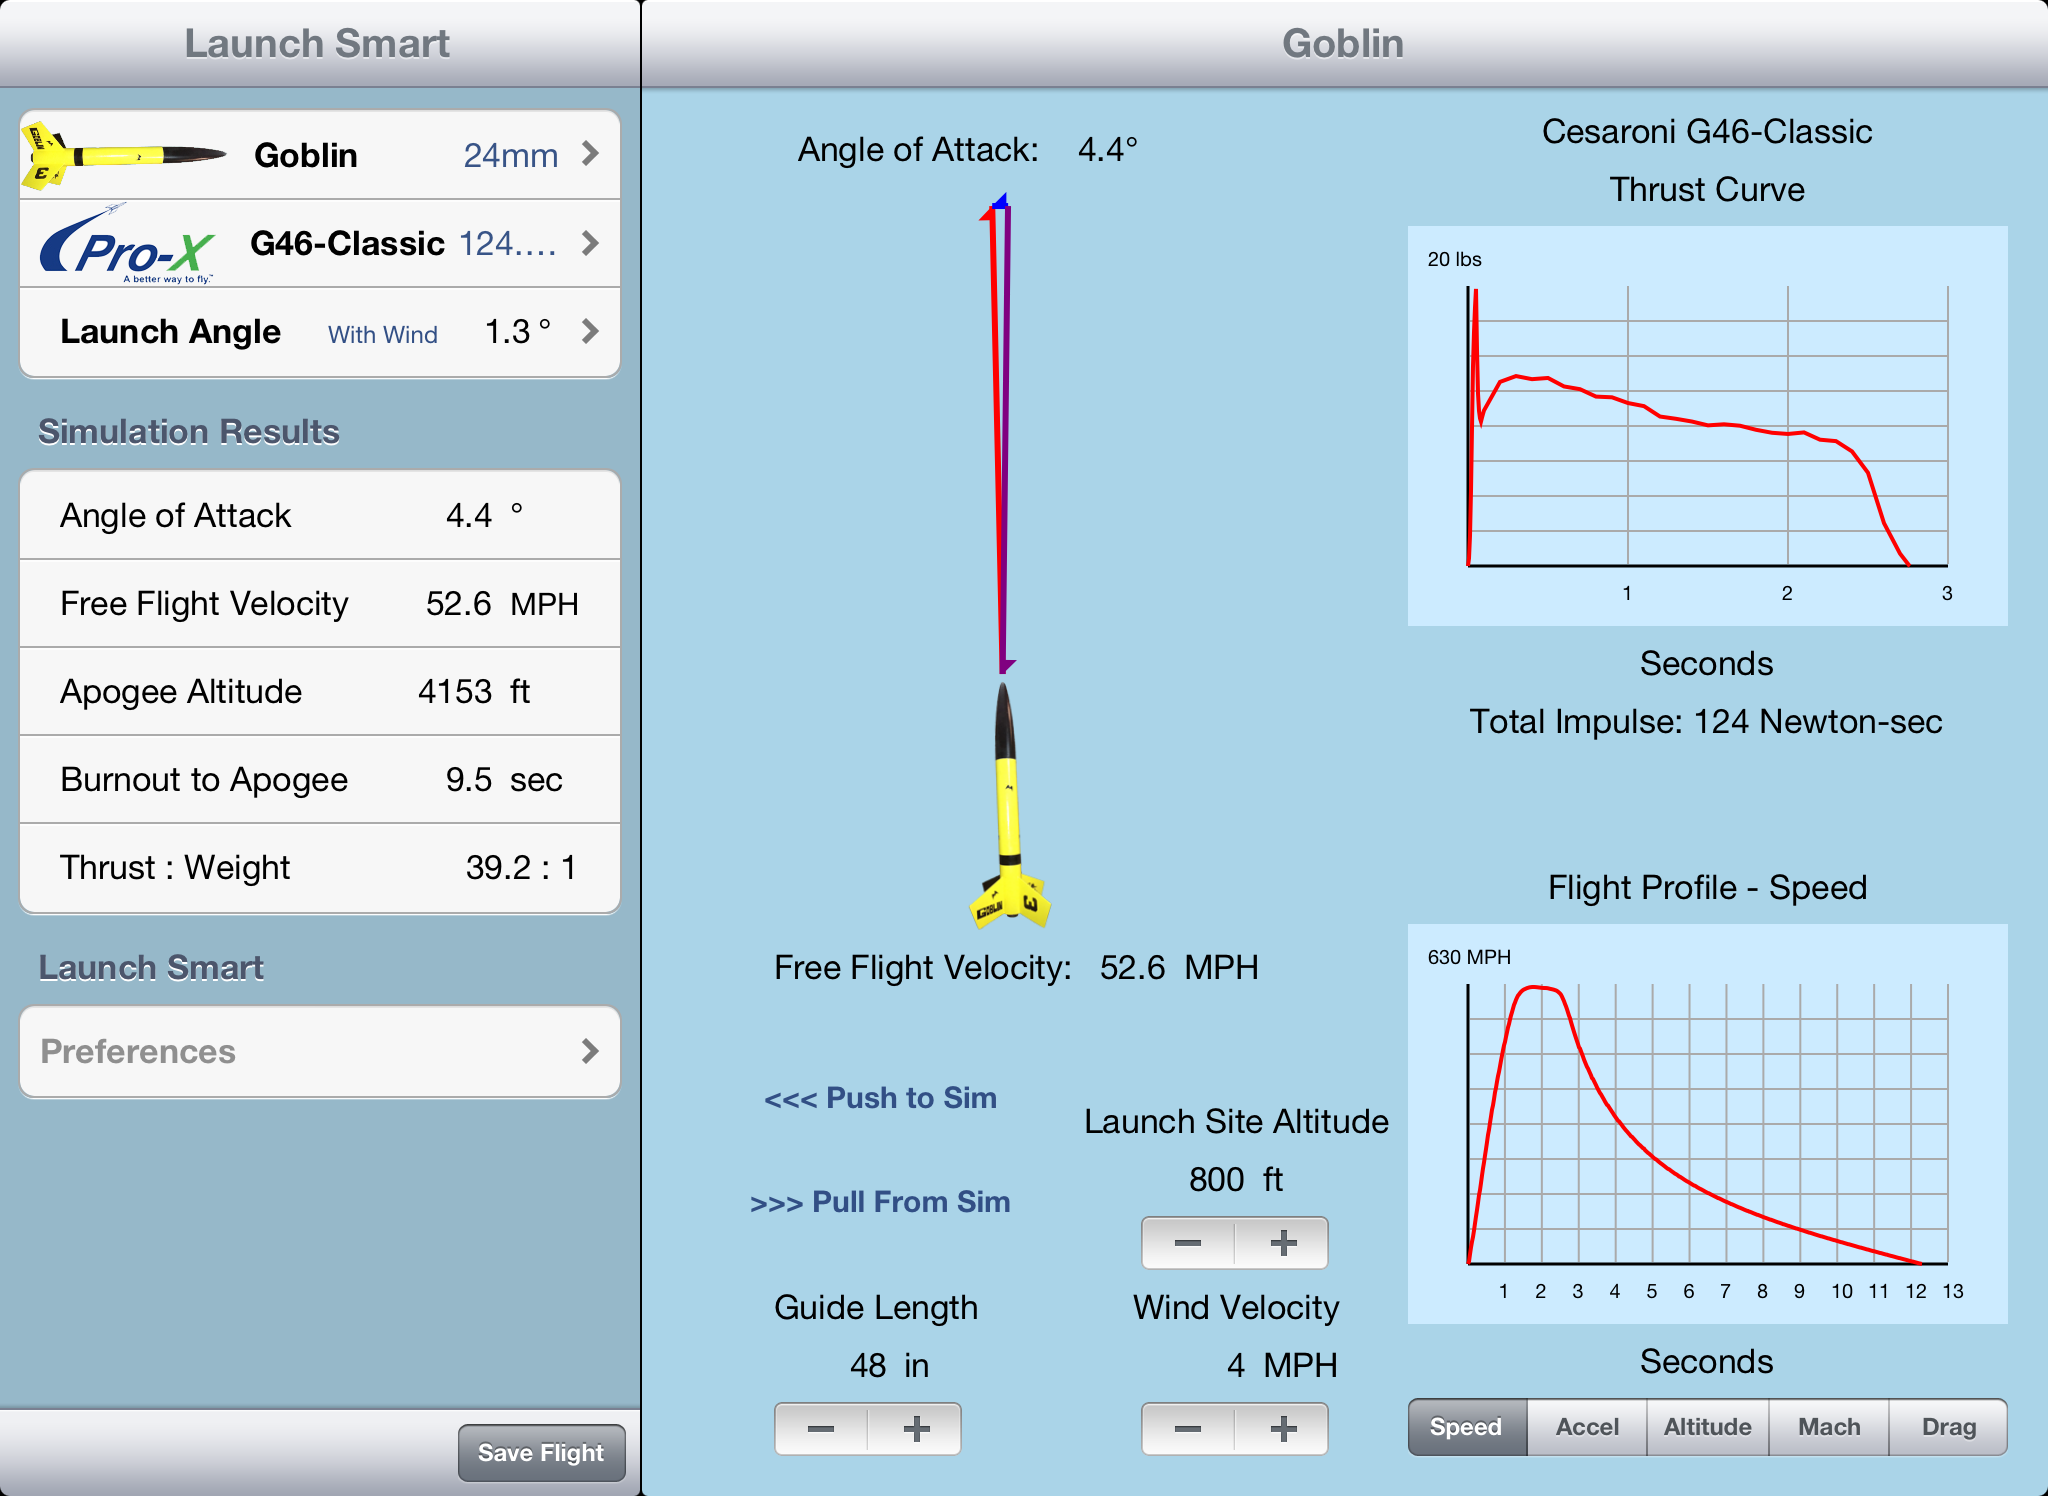 Launch Smart
Goblin 24mm
Pro-X
A better way to fly.™
G46-Classic 124....
Launch Angle With Wind 1.3 °
Simulation Results
Angle of Attack 4.4 °
Free Flight Velocity 52.6 MPH
Apogee Altitude 4153 ft
Burnout to Apogee 9.5 sec
Thrust : Weight 39.2 : 1
Launch Smart
Preferences
Save Flight
Goblin
Angle of Attack: 4.4°
GOBLIN
3
Free Flight Velocity: 52.6 MPH
<<< Push to Sim
>>> Pull From Sim
Launch Site Altitude
800 ft
− +
Guide Length
48 in
− +
Wind Velocity
4 MPH
− +
Cesaroni G46-Classic
Thrust Curve
20 lbs
1 2 3
Seconds
Total Impulse: 124 Newton-sec
Flight Profile - Speed
630 MPH
1 2 3 4 5 6 7 8 9 10 11 12 13
Seconds
Speed Accel Altitude Mach Drag